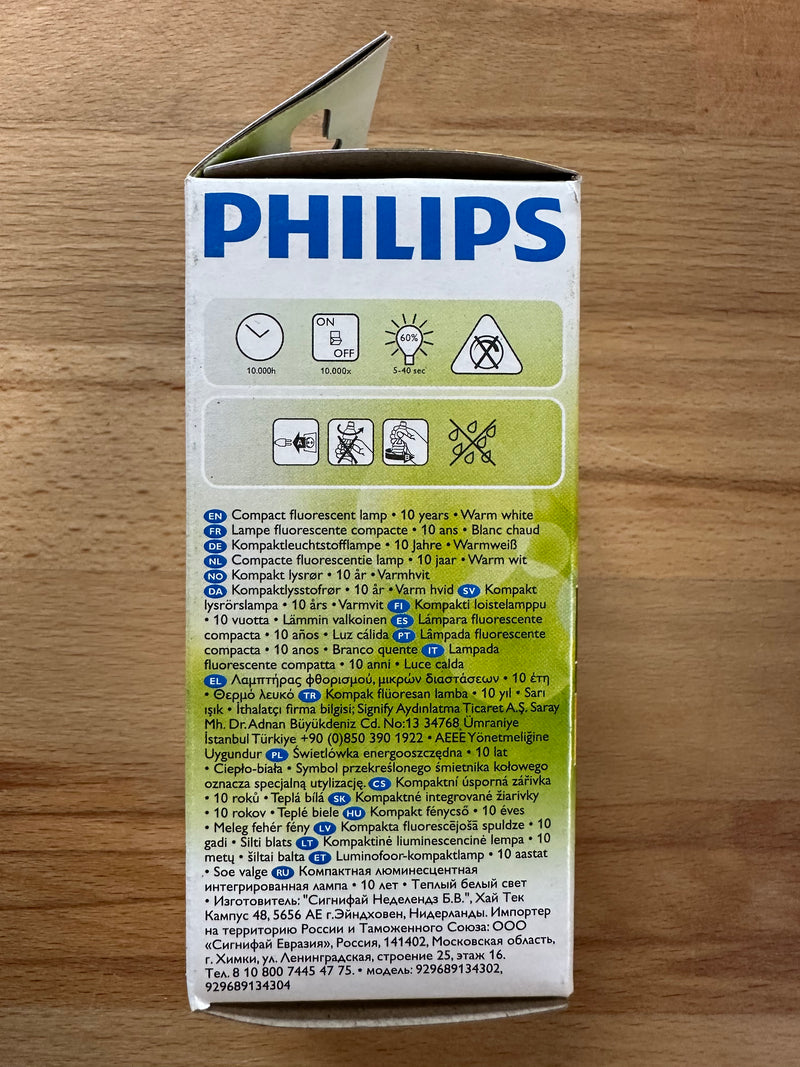 PHILIPS
ON
OFF
60%
10.000h
10.000x
5-40 sec
A
EN Compact fluorescent lamp • 10 years • Warm white
FR Lampe fluorescente compacte • 10 ans • Blanc chaud
DE Kompaktleuchtstofflampe • 10 Jahre • Warmweiß
NL Compacte fluorescentie lamp • 10 jaar • Warm wit
NO Kompakt lysrør • 10 år • Varmhvit
DA Kompaktlysstofrør • 10 år • Varm hvid SV Kompakt
lysrörslampa • 10 års • Varmvit FI Kompakti loistelamppu
• 10 vuotta • Lämmin valkoinen ES Lámpara fluorescente
compacta • 10 años • Luz cálida PT Lâmpada fluorescente
compacta • 10 anos • Branco quente IT Lampada
fluorescente compatta • 10 anni • Luce calda
EL Λαμπτήρας φθορισμού, μικρών διαστάσεων • 10 έτη
• Θερμό λευκό TR Kompak flüoresan lamba • 10 yıl • Sarı
ışık • İthalatçı firma bilgisi; Signify Aydınlatma Ticaret A.Ş. Saray
Mh. Dr. Adnan Büyükdeniz Cd. No:13 34768 Ümraniye
İstanbul Türkiye +90 (0)850 390 1922 • AEEE Yönetmeliğine
Uygundur PL Świetlówka energooszczędna • 10 lat
• Ciepło-biała • Symbol przekreślonego śmietnika kołowego
oznacza specjalną utylizację. CS Kompaktní úsporná zářivka
• 10 roků • Teplá bílá SK Kompaktné integrované žiarivky
• 10 rokov • Teplé biele HU Kompakt fénycső • 10 éves
• Meleg fehér fény LV Kompakta fluorescējošā spuldze • 10
gadi • Silti blats LT Kompaktinė liuminescencinė lempa • 10
metų • šiltai balta ET Luminofoor-kompaktlamp • 10 aastat
• Soe valge RU Компактная люминесцентная
интегрированная лампа • 10 лет • Теплый белый свет
• Изготовитель: "Сигнифай Неделендз Б.В.", Хай Тек
Кампус 48, 5656 АЕ г.Эйндховен, Нидерланды. Импортер
на территорию России и Таможенного Союза: ООО
«Сигнифай Евразия», Россия, 141402, Московская область,
г. Химки, ул. Ленинградская, строение 25, этаж 16.
Тел. 8 10 800 7445 47 75. • модель: 929689134302,
929689134304